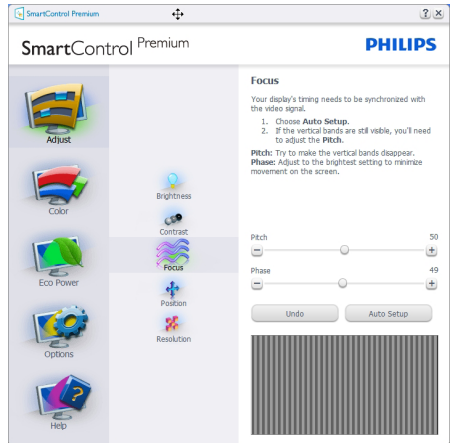 SmartControl Premium
?
SmartControl Premium
PHILIPS
Adjust
Color
Eco Power
Options
Help
Brightness
Contrast
Focus
Position
Resolution
Focus
Your display's timing needs to be synchronized with
the video signal.
1. Choose Auto Setup.
2. If the vertical bands are still visible, you'll need
to adjust the Pitch.
Pitch: Try to make the vertical bands disappear.
Phase: Adjust to the brightest setting to minimize
movement on the screen.
Pitch 50
Phase 49
Undo Auto Setup